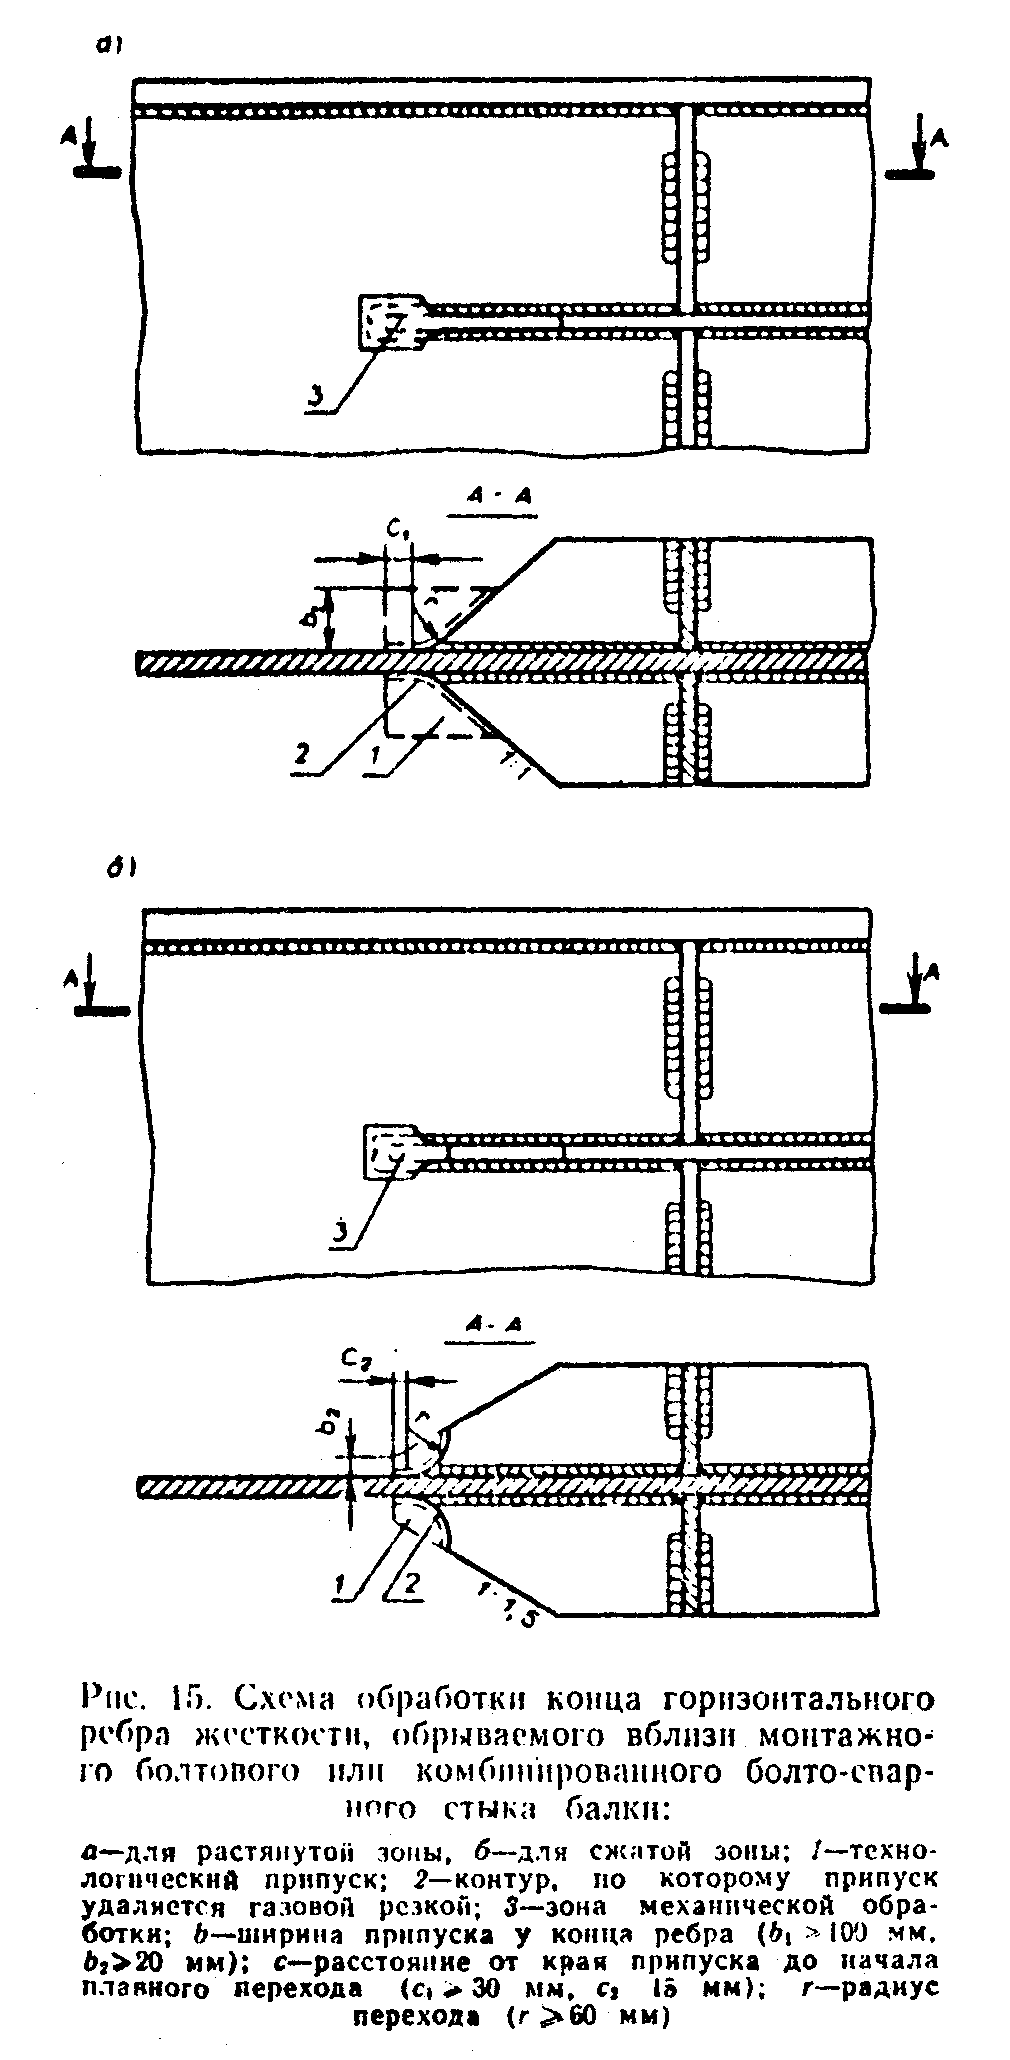 а)
А А
3
А - А
C₁
b₁
r
2 1
1:1
б)
А А
3
А - А
C₂
b₂
r
1 2
1:1,5
Рис. 15. Схема обработки конца горизонтального
ребра жесткости, обрываемого вблизи монтажно-
го болтового или комбинированного болто-свар-
ного стыка балки:
а—для растянутой зоны, б—для сжатой зоны; 1—техно-
логический припуск; 2—контур, по которому припуск
удаляется газовой резкой; 3—зона механической обра-
ботки; b—ширина припуска у конца ребра (b₁ > 100 мм,
b₂>20 мм); с—расстояние от края припуска до начала
плавного перехода (c₁ ⩾ 30 мм, c₂ 15 мм); r—радиус
перехода (r ⩾ 60 мм)